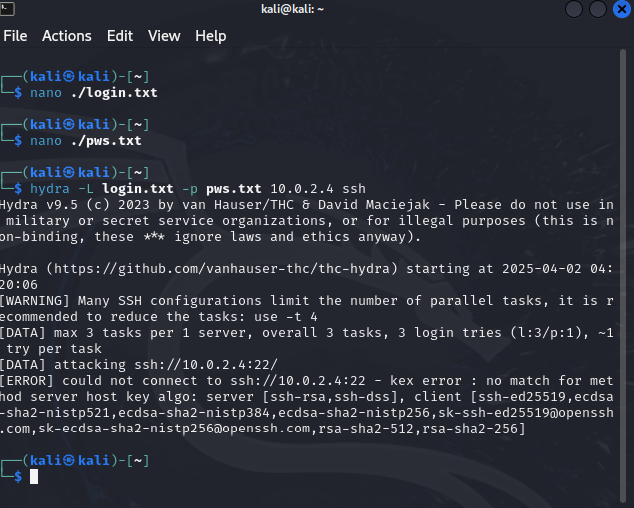 kali@kali: ~
File Actions Edit View Help
┌──(kali㉿kali)-[~]
└─$ nano ./login.txt
┌──(kali㉿kali)-[~]
└─$ nano ./pws.txt
┌──(kali㉿kali)-[~]
└─$ hydra -L login.txt -p pws.txt 10.0.2.4 ssh
Hydra v9.5 (c) 2023 by van Hauser/THC & David Maciejak - Please do not use in
 military or secret service organizations, or for illegal purposes (this is n
on-binding, these *** ignore laws and ethics anyway).
Hydra (https://github.com/vanhauser-thc/thc-hydra) starting at 2025-04-02 04:
20:06
[WARNING] Many SSH configurations limit the number of parallel tasks, it is r
ecommended to reduce the tasks: use -t 4
[DATA] max 3 tasks per 1 server, overall 3 tasks, 3 login tries (l:3/p:1), ~1
 try per task
[DATA] attacking ssh://10.0.2.4:22/
[ERROR] could not connect to ssh://10.0.2.4:22 - kex error : no match for met
hod server host key algo: server [ssh-rsa,ssh-dss], client [ssh-ed25519,ecdsa
-sha2-nistp521,ecdsa-sha2-nistp384,ecdsa-sha2-nistp256,sk-ssh-ed25519@openssh
.com,sk-ecdsa-sha2-nistp256@openssh.com,rsa-sha2-512,rsa-sha2-256]
┌──(kali㉿kali)-[~]
└─$